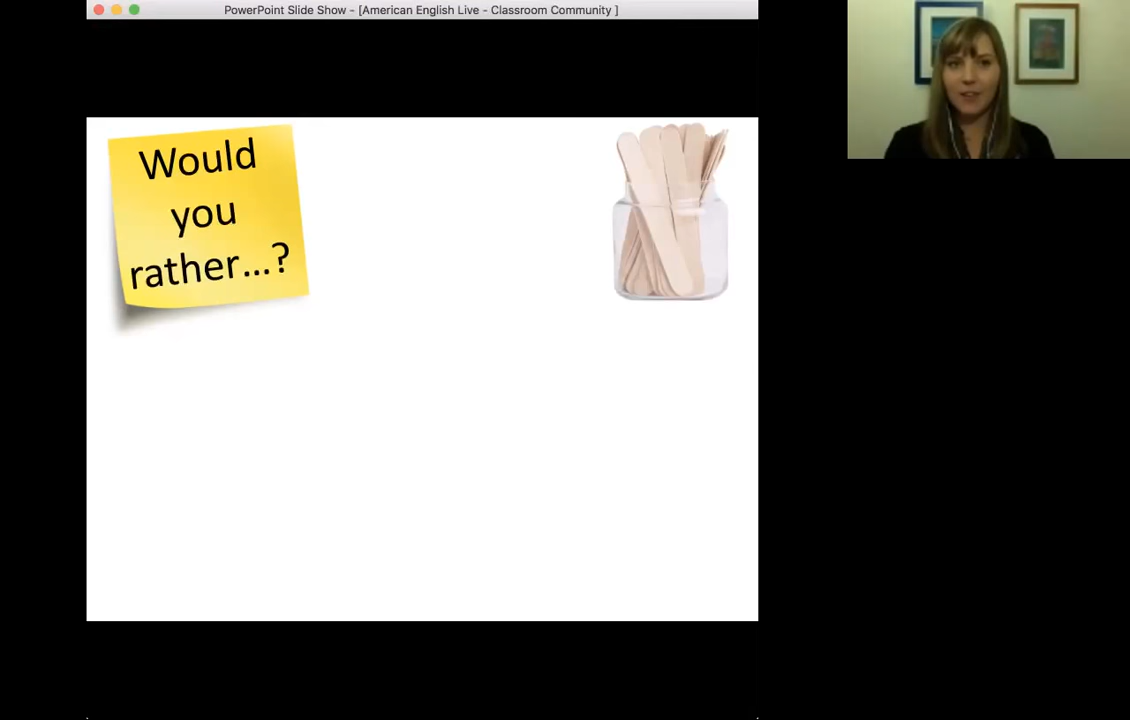 PowerPoint Slide Show - [American English Live - Classroom Community ]
Would
you
rather...?